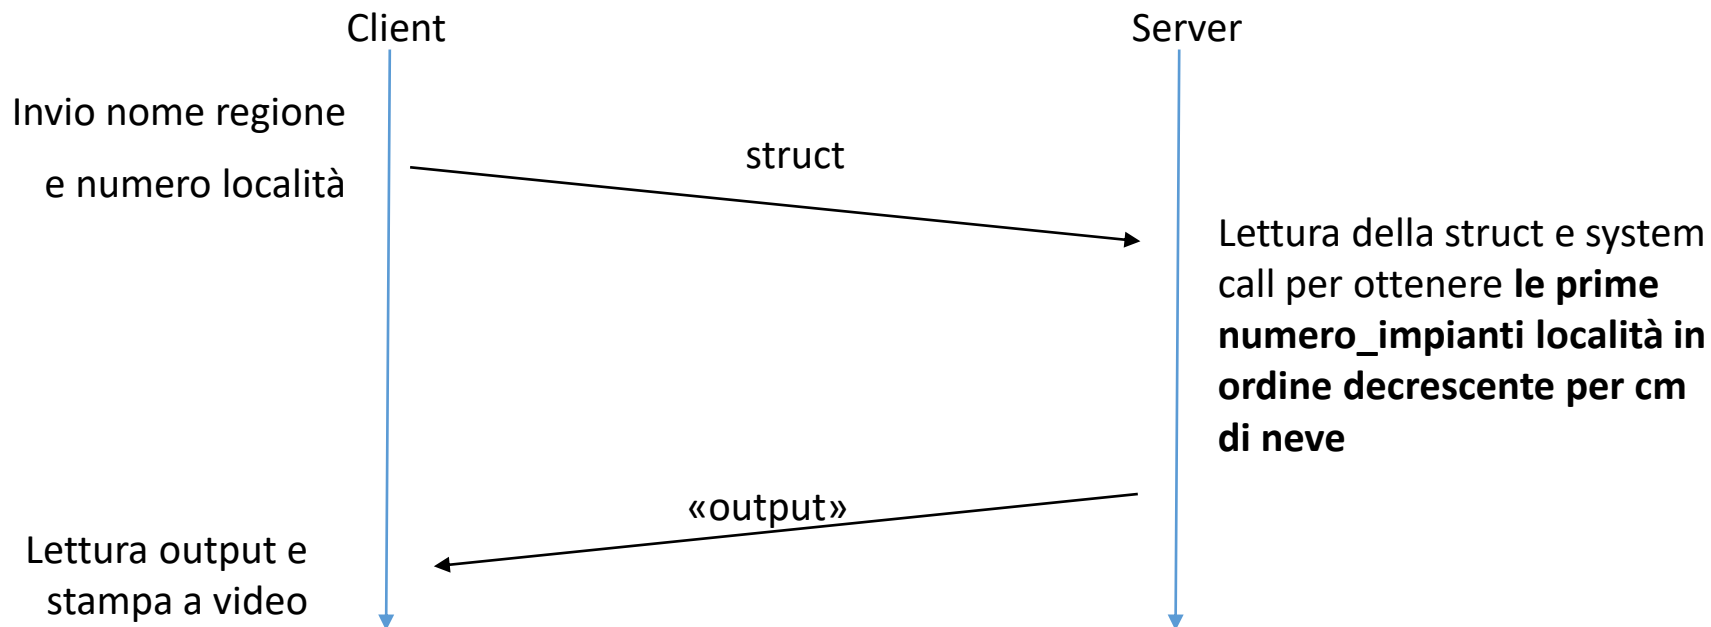 Client
Server
Invio nome regione
e numero località
struct
Lettura della struct e system
call per ottenere le prime
numero_impianti località in
ordine decrescente per cm
di neve
«output»
Lettura output e
stampa a video